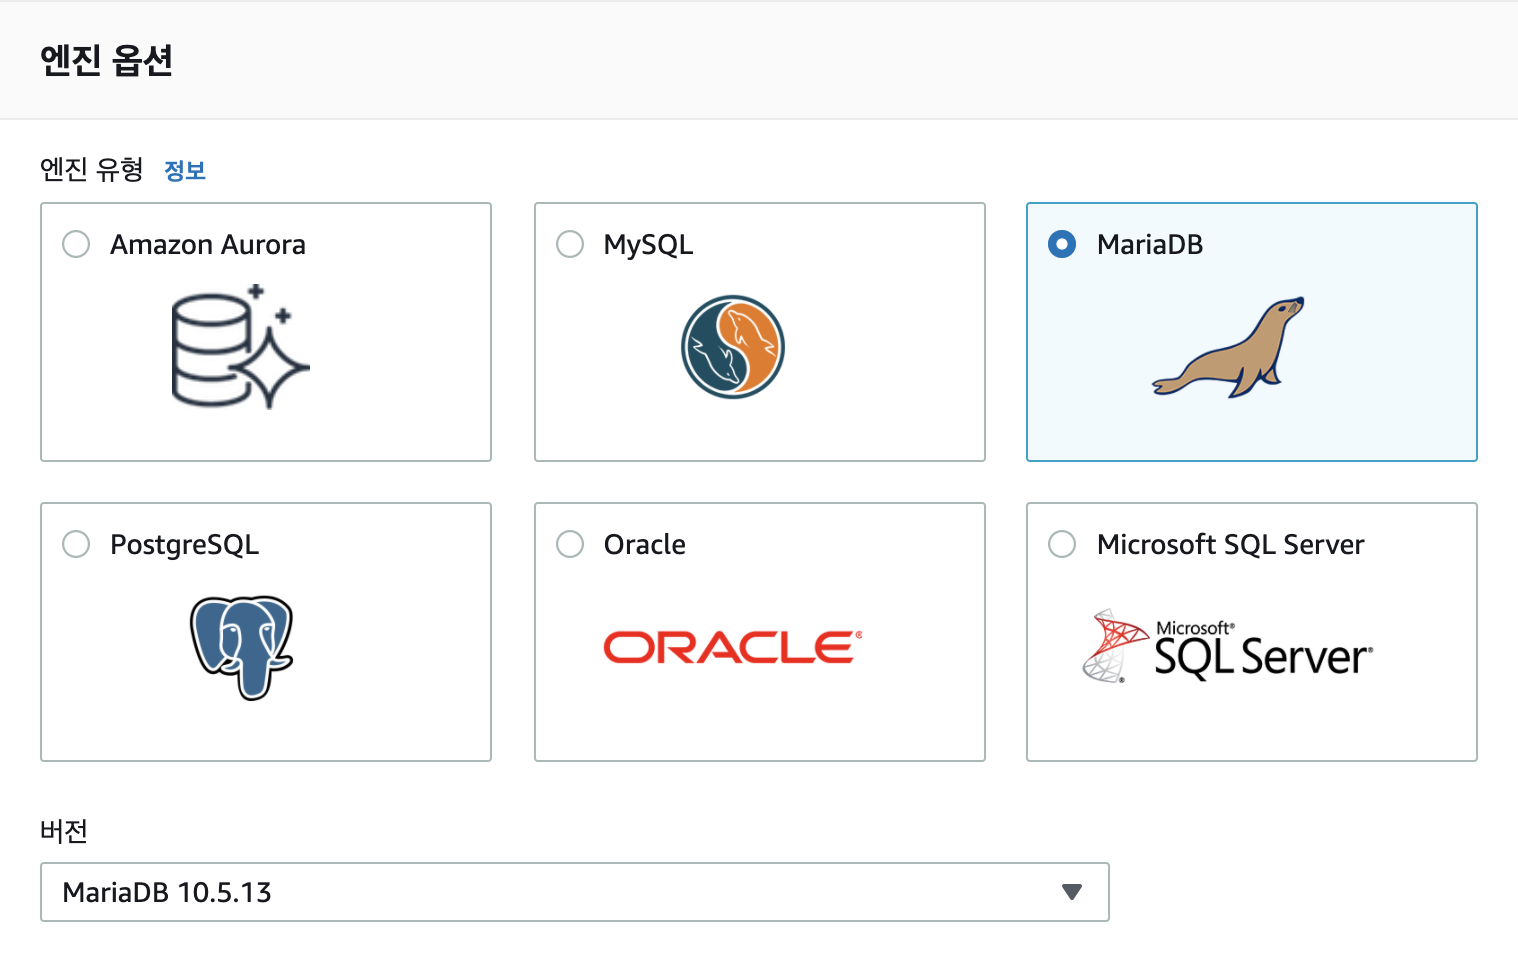 엔진 옵션
엔진 유형 정보
Amazon Aurora
MySQL
MariaDB
PostgreSQL
Oracle
ORACLE®
Microsoft SQL Server
Microsoft®
SQL Server®
버전
MariaDB 10.5.13